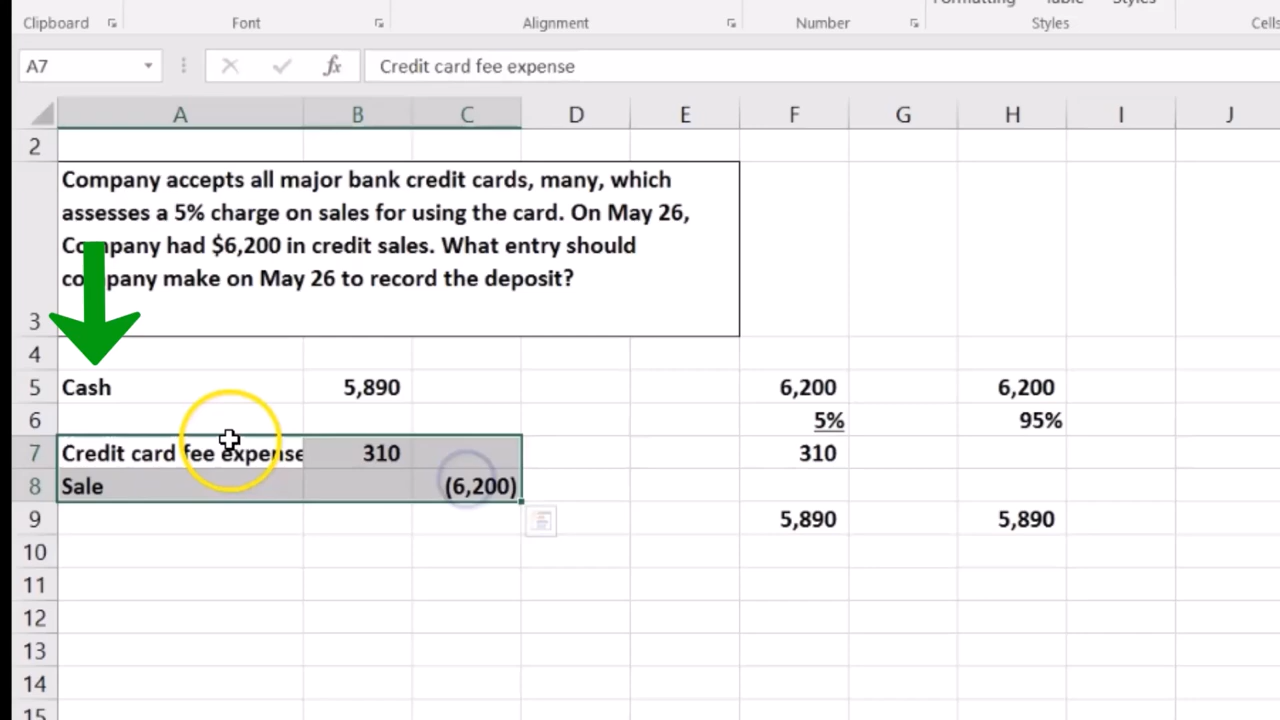 Clipboard Font Alignment Number Styles Cells
A7 fx Credit card fee expense
A B C D E F G H I J
2
Company accepts all major bank credit cards, many, which
assesses a 5% charge on sales for using the card. On May 26,
Company had $6,200 in credit sales. What entry should
company make on May 26 to record the deposit?
3
4
5 Cash 5,890 6,200 6,200
6 5% 95%
7 Credit card fee expense 310 310
8 Sale (6,200)
9 5,890 5,890
10
11
12
13
14
15